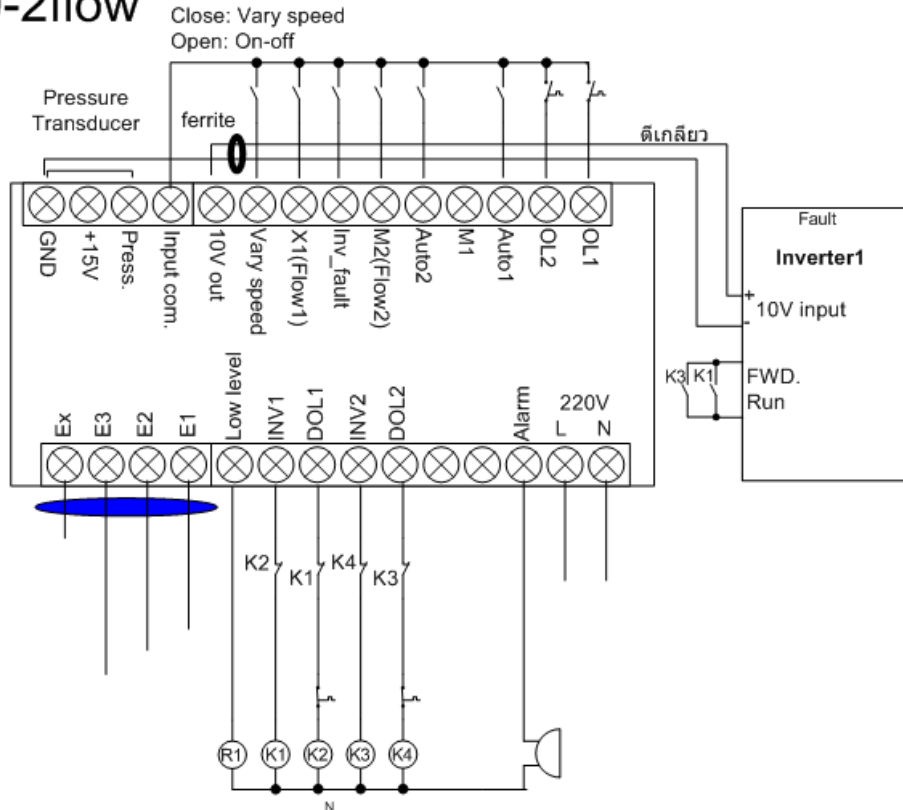 -2flow
Close: Vary speed
Open: On-off
Pressure
Transducer
ferrite
ตีเกลียว
GND
+15V
Press.
Input com.
10V out
Vary speed
X1(Flow1)
Inv_fault
M2(Flow2)
Auto2
M1
Auto1
OL2
OL1
Fault
Inverter1
+
10V input
-
K3
K1
FWD.
Run
Ex
E3
E2
E1
Low level
INV1
DOL1
INV2
DOL2
Alarm
220V
L
N
K2
K1
K4
K3
R1
K1
K2
K3
K4
N